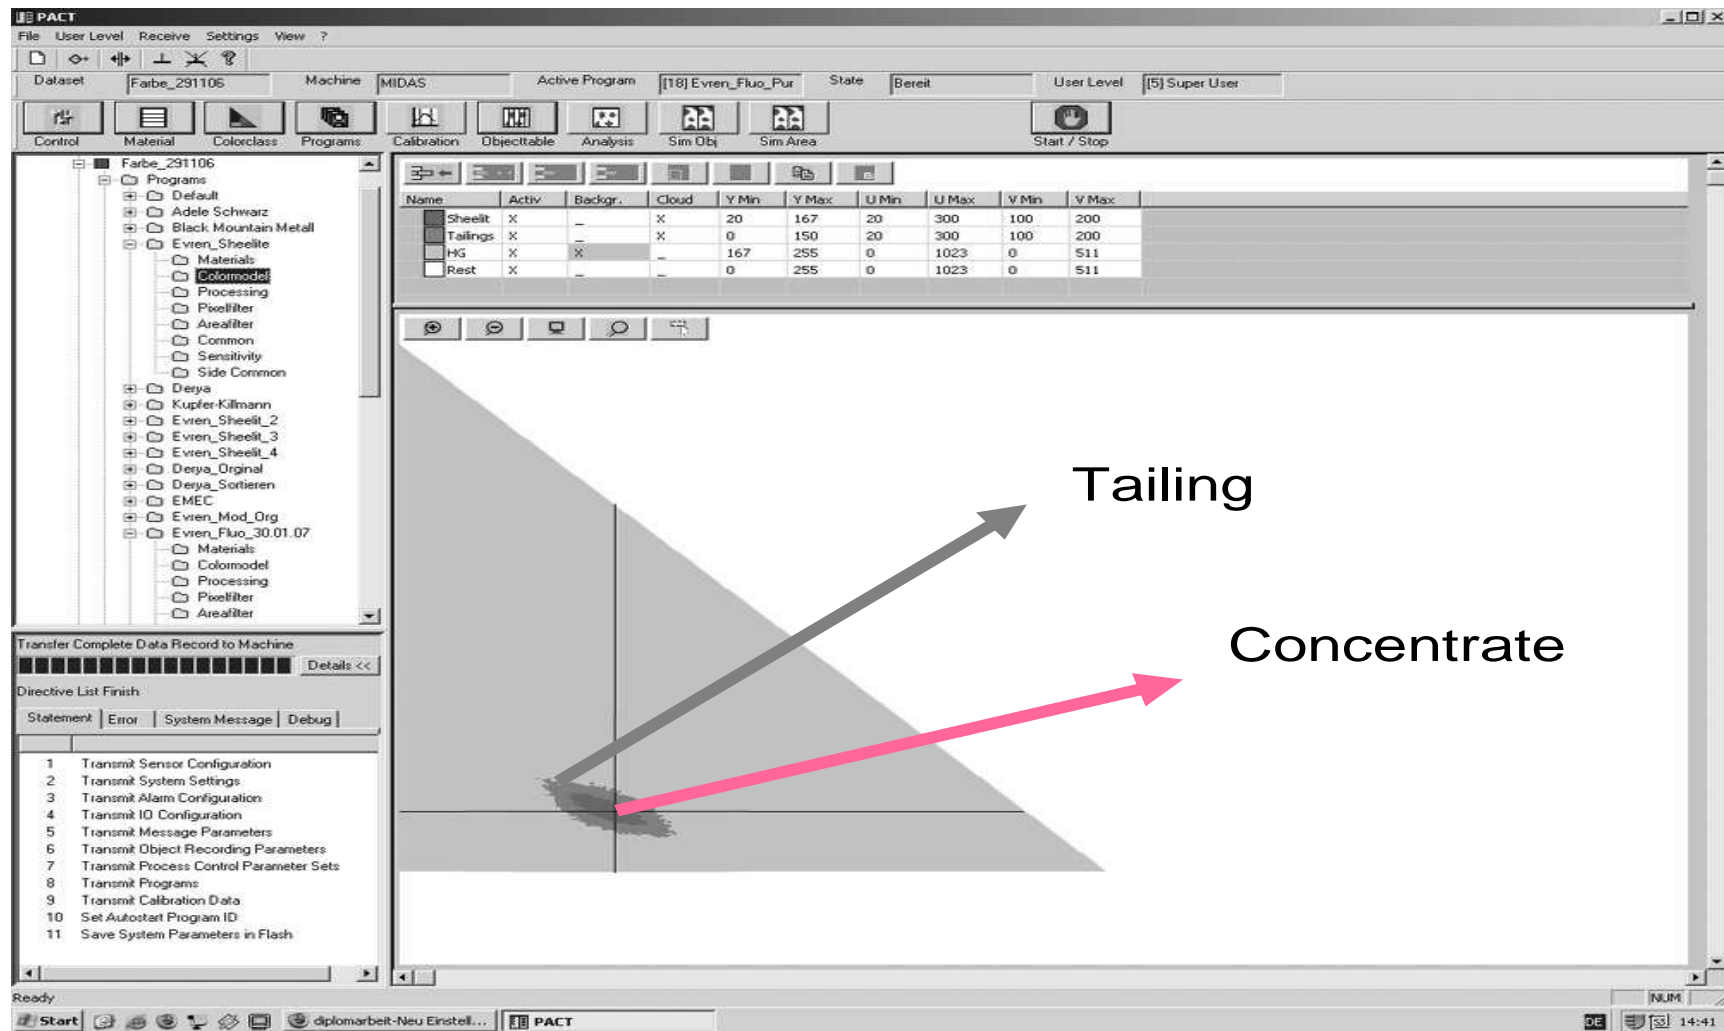 PACT
File User Level Receive Settings View ?
Dataset Farbe_291106 Machine MIDAS Active Program [18] Evren_Fluo_Pur State Bereit User Level [5] Super User
Control Material Colorclass Programs Calibration Objecttable Analysis Sim Obj Sim Area Start / Stop
Farbe_291106
Programs
Default
Adele Schwarz
Black Mountain Metall
Evren_Sheelite
Materials
Colormodel
Processing
Pixelfilter
Areafilter
Common
Sensitivity
Side Common
Derya
Kupfer-Killmann
Evren_Sheelit_2
Evren_Sheelit_3
Evren_Sheelit_4
Derya_Orginal
Derya_Sortieren
EMEC
Evren_Mod_Org
Evren_Fluo_30.01.07
Materials
Colormodel
Processing
Pixelfilter
Areafilter
Transfer Complete Data Record to Machine
Details <<
Directive List Finish
Statement Error System Message Debug
1 Transmit Sensor Configuration
2 Transmit System Settings
3 Transmit Alarm Configuration
4 Transmit IO Configuration
5 Transmit Message Parameters
6 Transmit Object Recording Parameters
7 Transmit Process Control Parameter Sets
8 Transmit Programs
9 Transmit Calibration Data
10 Set Autostart Program ID
11 Save System Parameters in Flash
Name Activ Backgr. Cloud Y Min Y Max U Min U Max V Min V Max
Sheelit X _ X 20 167 20 300 100 200
Tailings X _ X 0 150 20 300 100 200
HG X X _ 167 255 0 1023 0 511
Rest X _ _ 0 255 0 1023 0 511
Tailing
Concentrate
Ready NUM
Start diplomarbeit-Neu Einstell... PACT DE 14:41